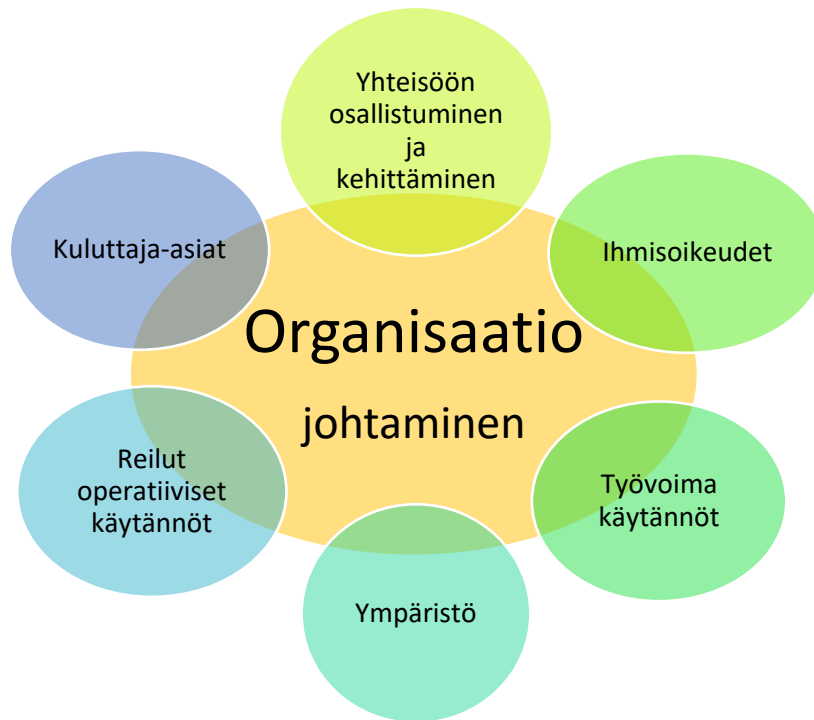 Yhteisöön
osallistuminen
ja
kehittäminen
Kuluttaja-asiat
Ihmisoikeudet
Organisaatio
johtaminen
Reilut
operatiiviset
käytännöt
Työvoima
käytännöt
Ympäristö